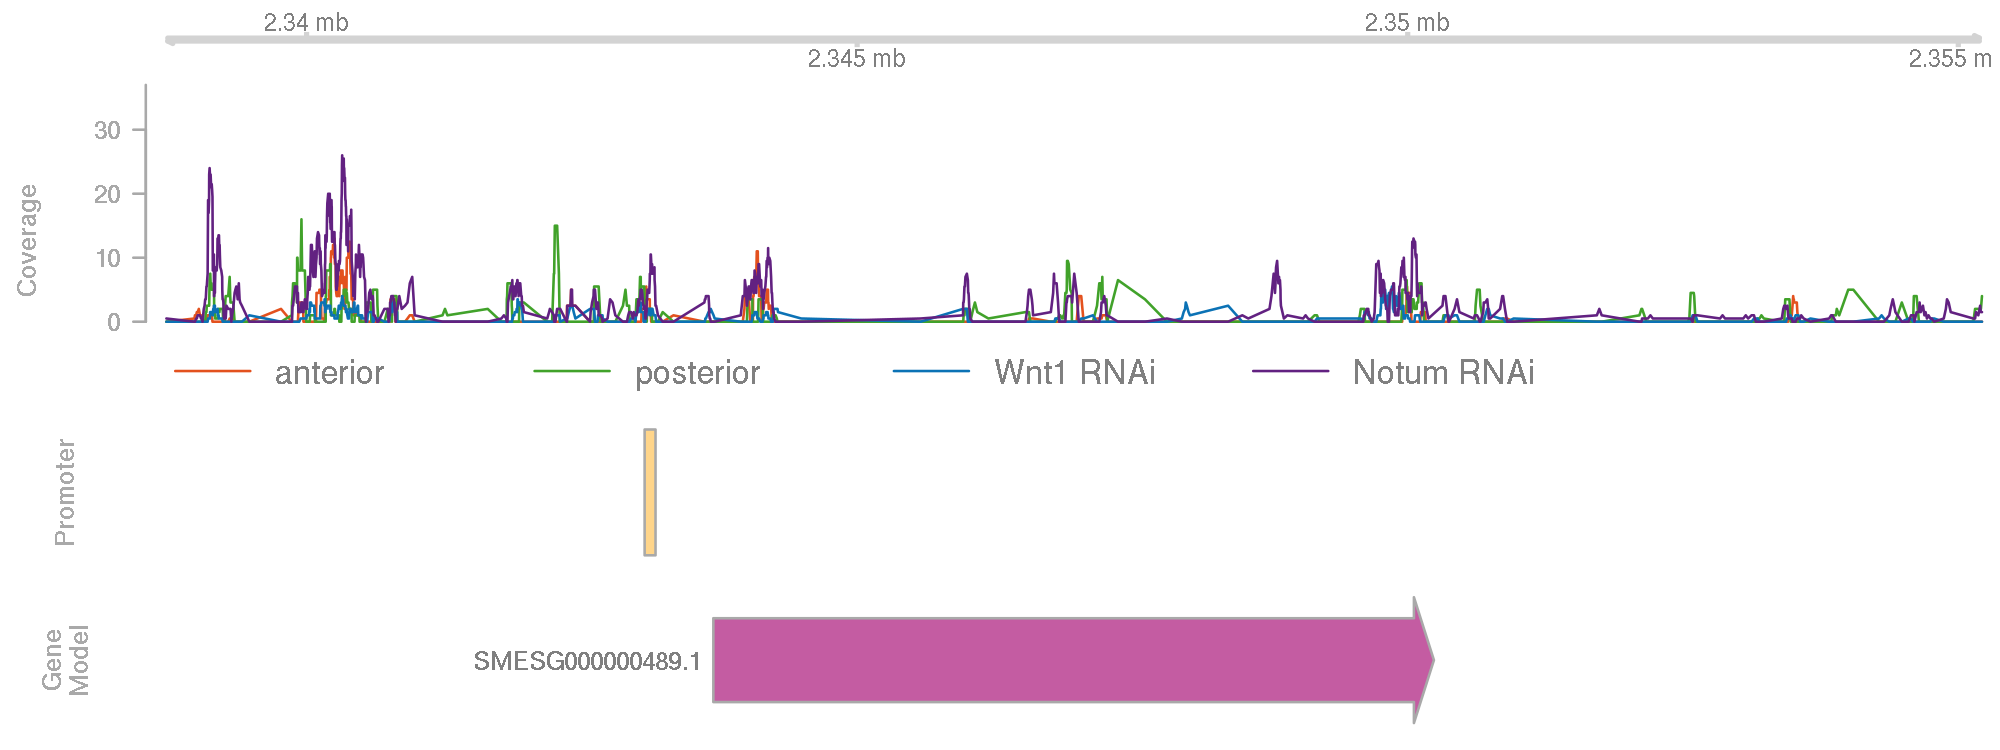 2.34 mb
2.35 mb
2.345 mb
2.355 m
Coverage
30
20
10
0
anterior
posterior
Wnt1 RNAi
Notum RNAi
Promoter
0
Gene
Model
SMESG000000489.1